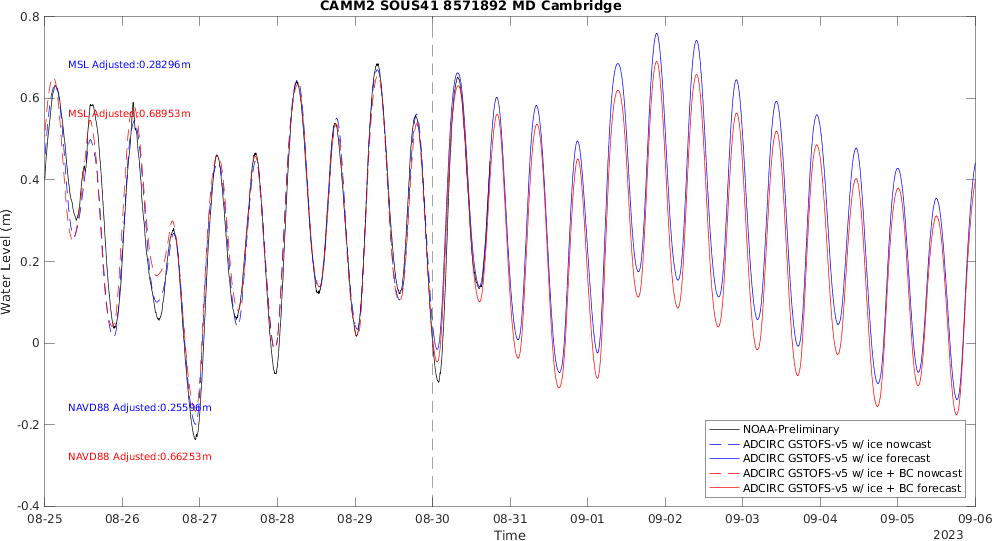 CAMM2 SOUS41 8571892 MD Cambridge
0.8
0.6
0.4
0.2
0
-0.2
-0.4
Water Level (m)
MSL Adjusted:0.28296m
MSL Adjusted:0.68953m
NAVD88 Adjusted:0.25596m
NAVD88 Adjusted:0.66253m
NOAA-Preliminary
ADCIRC GSTOFS-v5 w/ ice nowcast
ADCIRC GSTOFS-v5 w/ ice forecast
ADCIRC GSTOFS-v5 w/ ice + BC nowcast
ADCIRC GSTOFS-v5 w/ ice + BC forecast
08-25 08-26 08-27 08-28 08-29 08-30 08-31 09-01 09-02 09-03 09-04 09-05 09-06
Time
2023